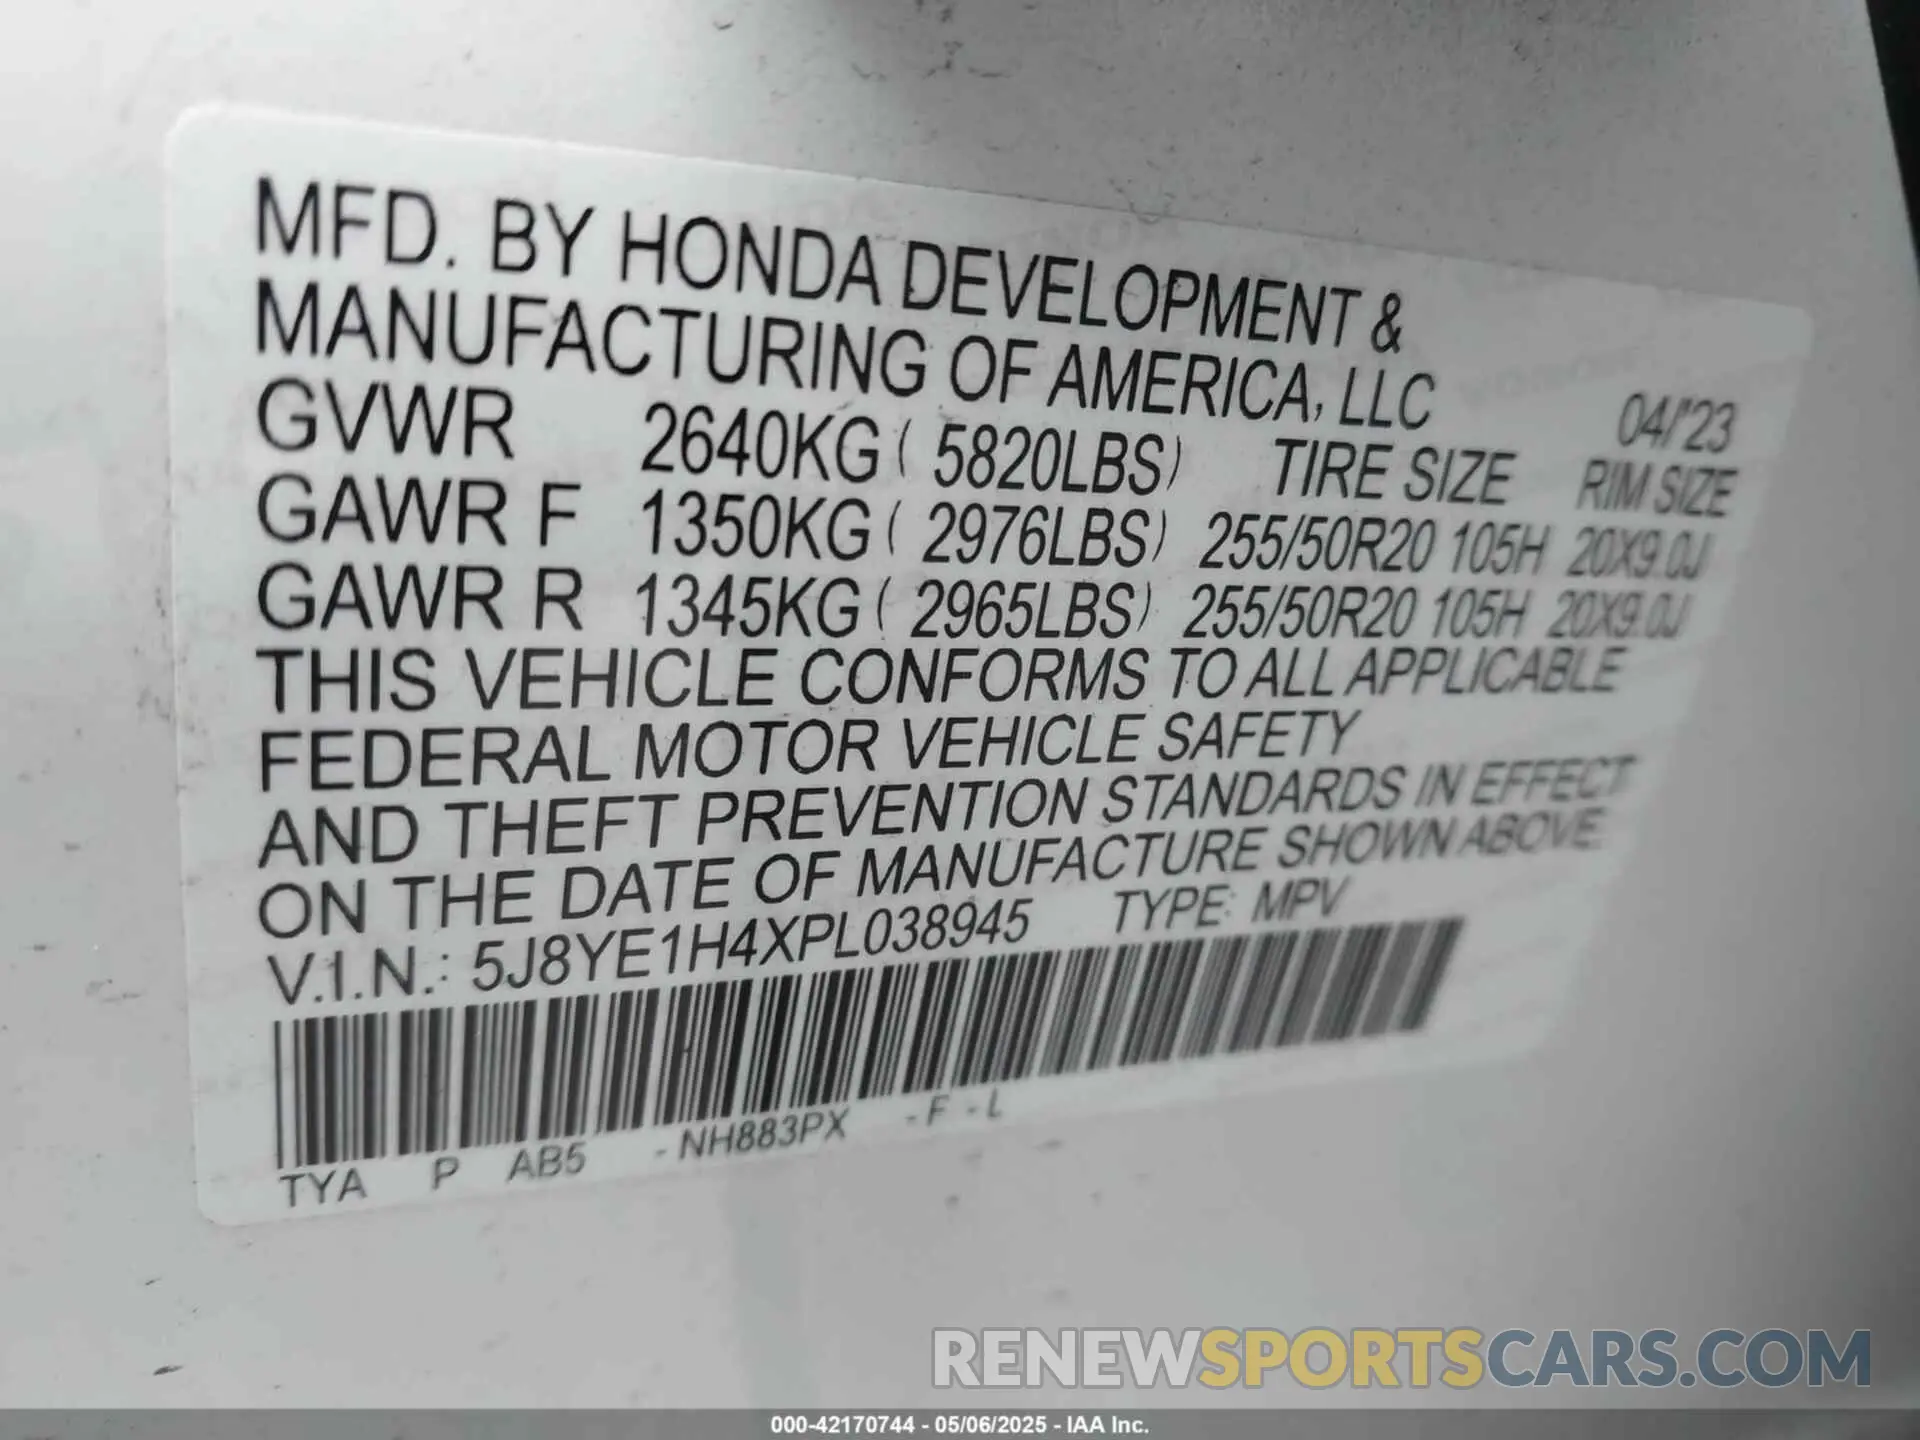 MFD. BY HONDA DEVELOPMENT &
MANUFACTURING OF AMERICA, LLC 04/'23
GVWR 2640KG ( 5820LBS) TIRE SIZE RIM SIZE
GAWR F 1350KG ( 2976LBS) 255/50R20 105H 20X9.0J
GAWR R 1345KG ( 2965LBS) 255/50R20 105H 20X9.0J
THIS VEHICLE CONFORMS TO ALL APPLICABLE
FEDERAL MOTOR VEHICLE SAFETY
AND THEFT PREVENTION STANDARDS IN EFFECT
ON THE DATE OF MANUFACTURE SHOWN ABOVE.
V.I.N.: 5J8YE1H4XPL038945 TYPE: MPV
TYA P AB5 - NH883PX - F - L
RENEWSPORTSCARS.COM
000-42170744 - 05/06/2025 - IAA Inc.